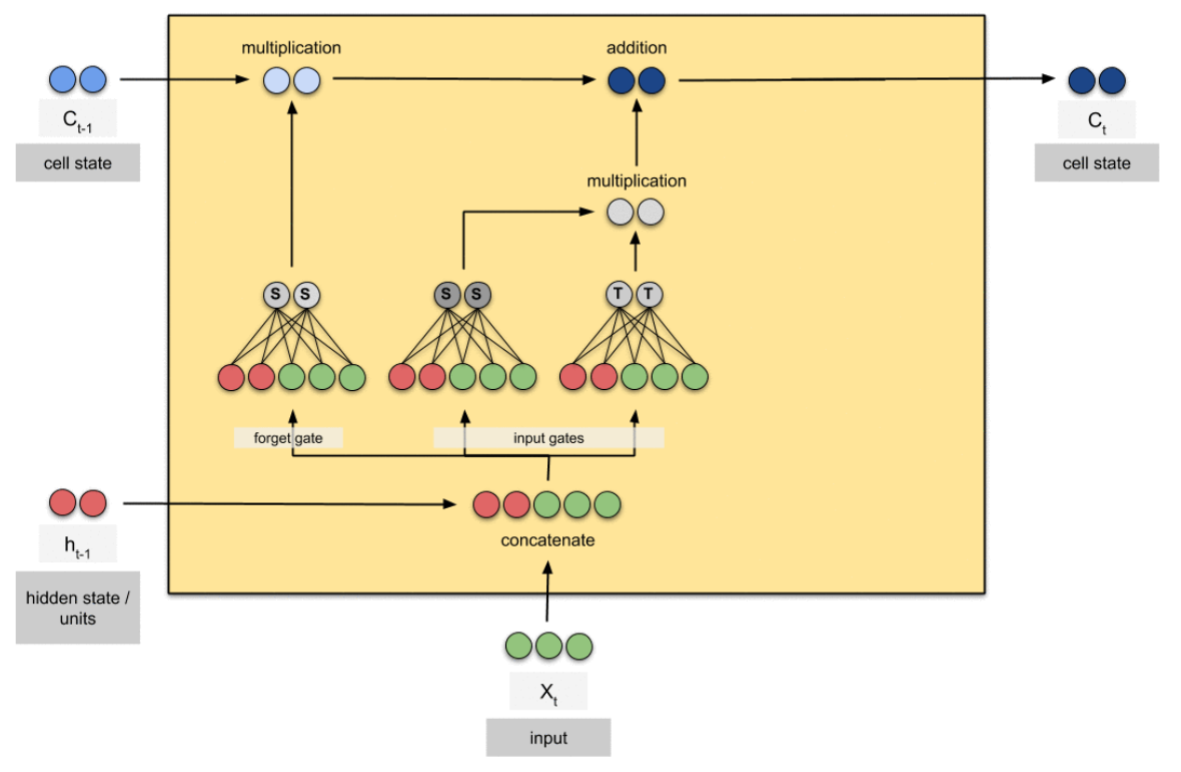 multiplication
addition
C t-1
cell state
C t
cell state
multiplication
S S
S S
T T
forget gate
input gates
h t-1
hidden state /
units
concatenate
X t
input